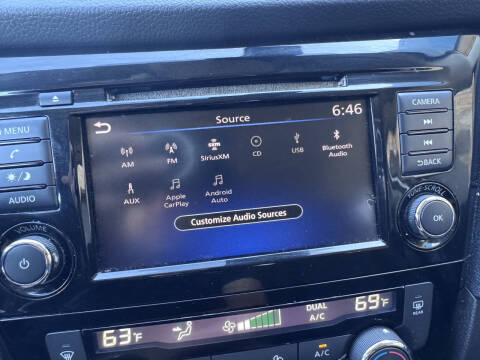 Source
6:46
AM
FM
SiriusXM
CD
USB
Bluetooth Audio
AUX
Apple CarPlay
Android Auto
Customize Audio Sources
MENU
AUDIO
VOLUME
CAMERA
BACK
TUNE·SCROLL
OK
63°F
DUAL
A/C
69°F
REAR
A/C